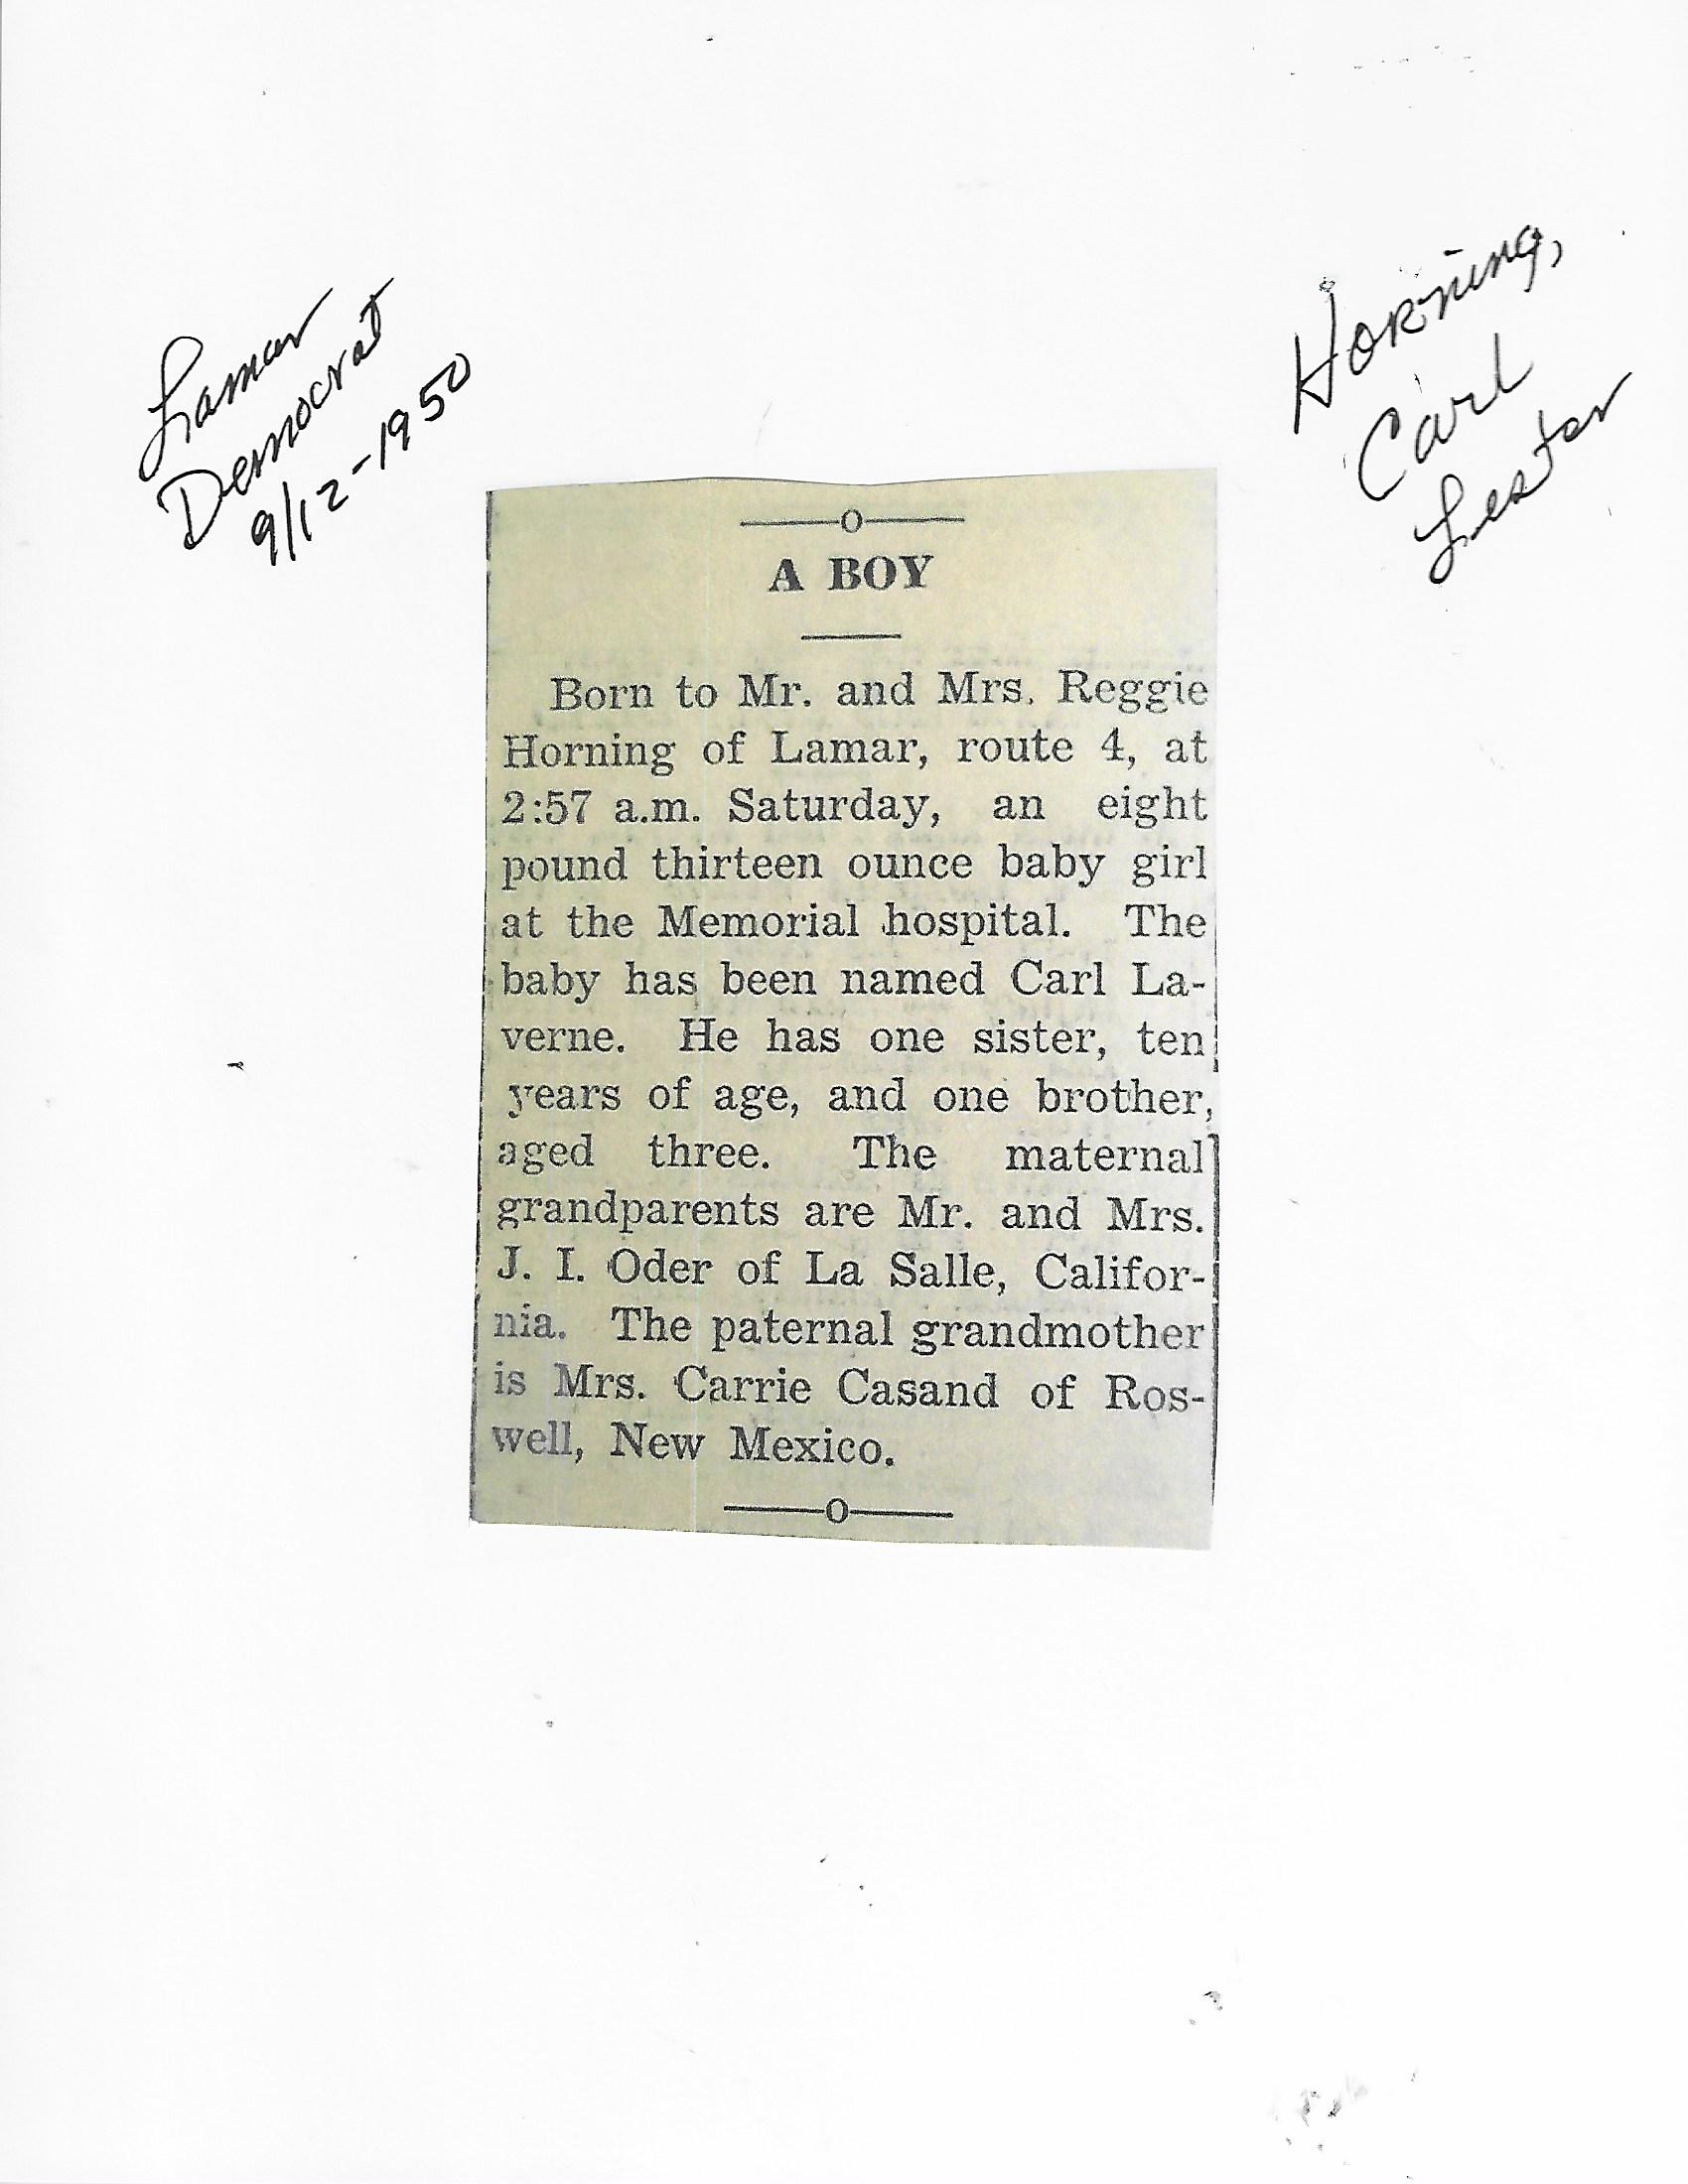 Lamar
Democrat
9/12-1950
Horning,
Carl
Lester
A BOY
Born to Mr. and Mrs. Reggie
Horning of Lamar, route 4, at
2:57 a.m. Saturday, an eight
pound thirteen ounce baby girl
at the Memorial hospital. The
baby has been named Carl La-
verne. He has one sister, ten
years of age, and one brother,
aged three. The maternal
grandparents are Mr. and Mrs.
J. I. Oder of La Salle, Califor-
nia. The paternal grandmother
is Mrs. Carrie Casand of Ros-
well, New Mexico.